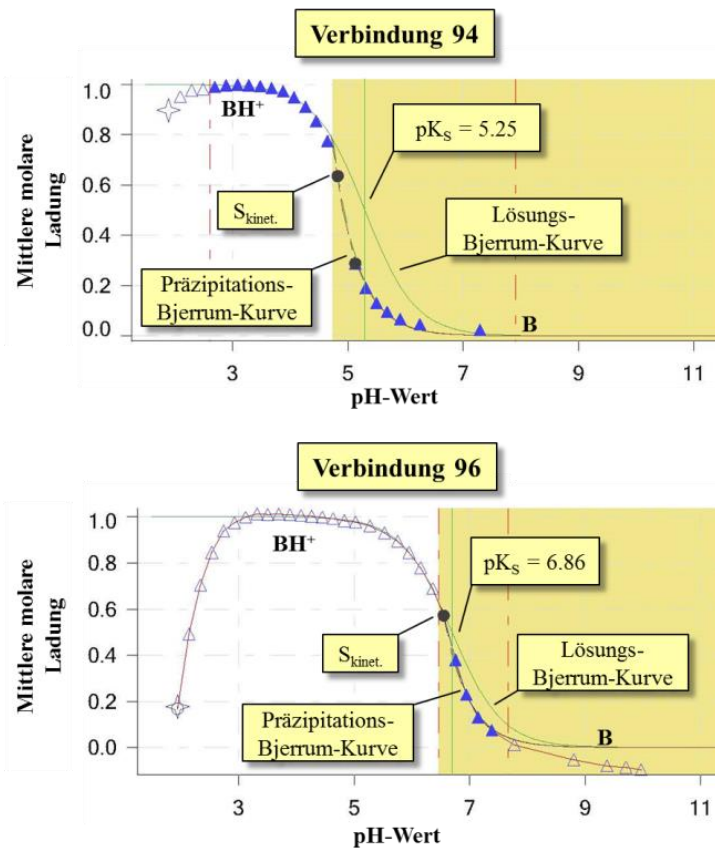 Verbindung 94
Mittlere molare
Ladung
1.0
0.8
0.6
0.4
0.2
0.0
BH⁺
pKₛ = 5.25
Sₖᵢₙₑₜ.
Lösungs-
Bjerrum-Kurve
Präzipitations-
Bjerrum-Kurve
B
3 5 7 9 11
pH-Wert
Verbindung 96
Mittlere molare
Ladung
1.0
0.8
0.6
0.4
0.2
0.0
BH⁺
pKₛ = 6.86
Sₖᵢₙₑₜ.
Lösungs-
Bjerrum-Kurve
Präzipitations-
Bjerrum-Kurve
B
3 5 7 9 11
pH-Wert